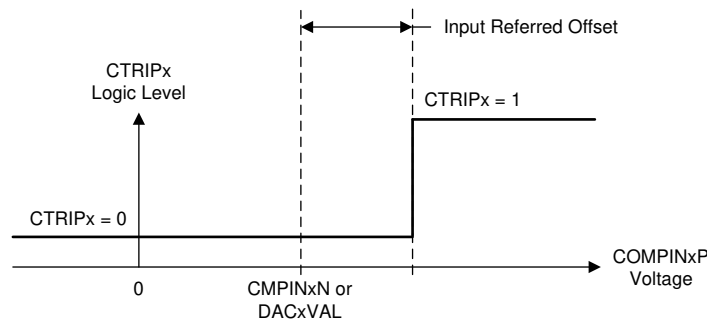 Input Referred Offset
CTRIPx
Logic Level
CTRIPx = 1
CTRIPx = 0
COMPINxP
Voltage
0
CMPINxN or
DACxVAL